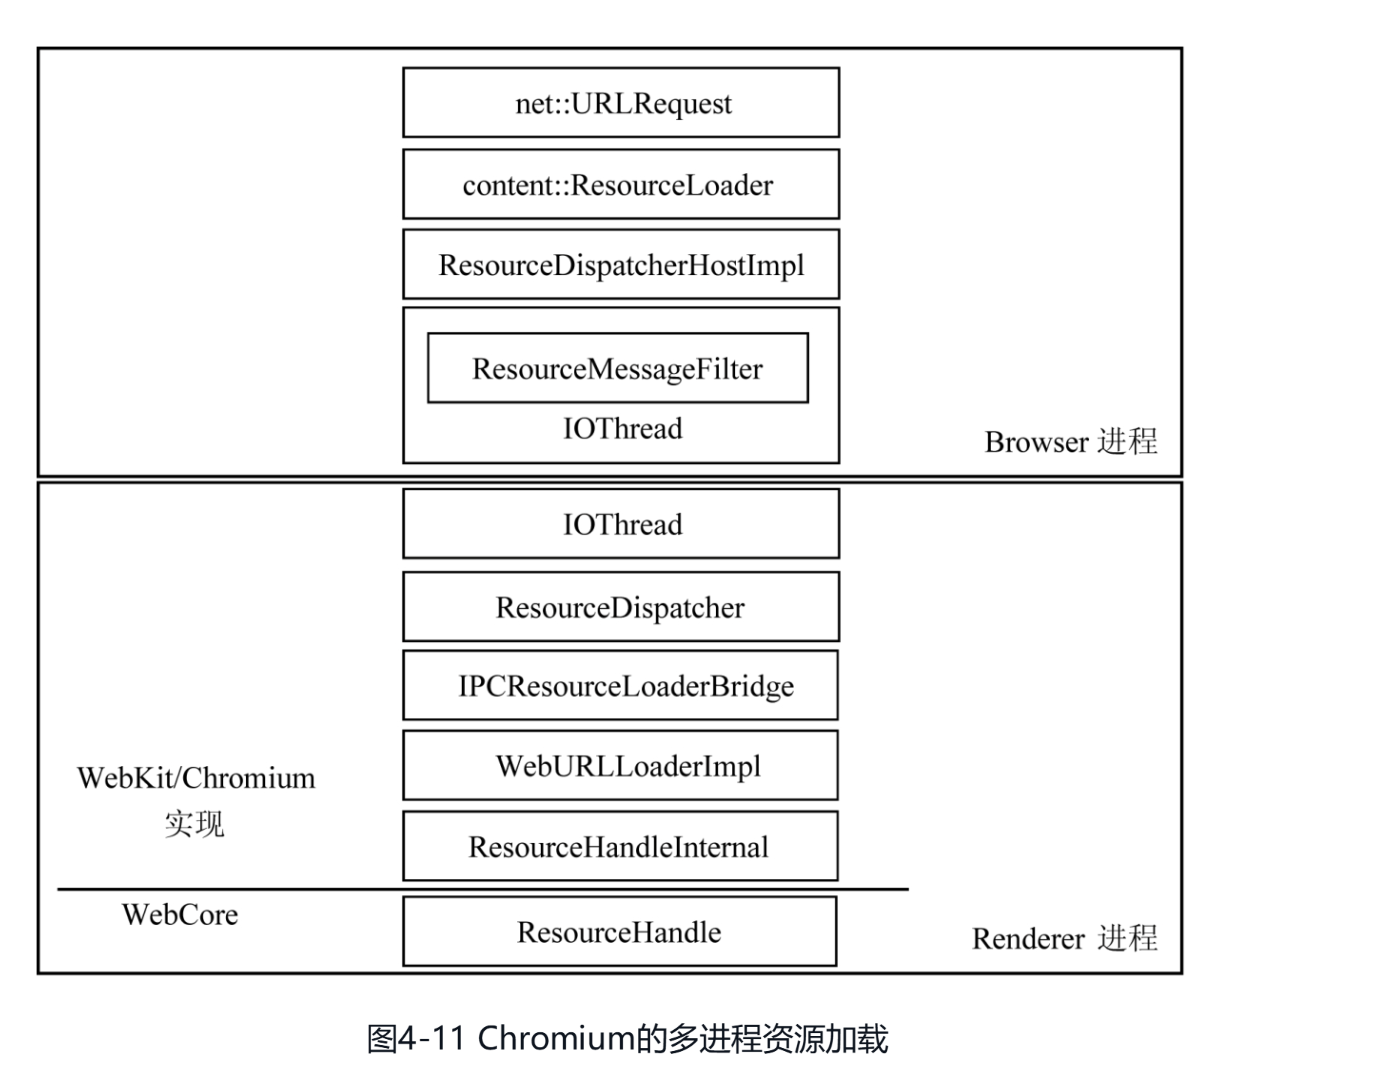 net::URLRequest
content::ResourceLoader
ResourceDispatcherHostImpl
ResourceMessageFilter
IOThread
Browser 进程
IOThread
ResourceDispatcher
IPCResourceLoaderBridge
WebURLLoaderImpl
WebKit/Chromium
实现
ResourceHandleInternal
WebCore
ResourceHandle
Renderer 进程
图4-11 Chromium的多进程资源加载